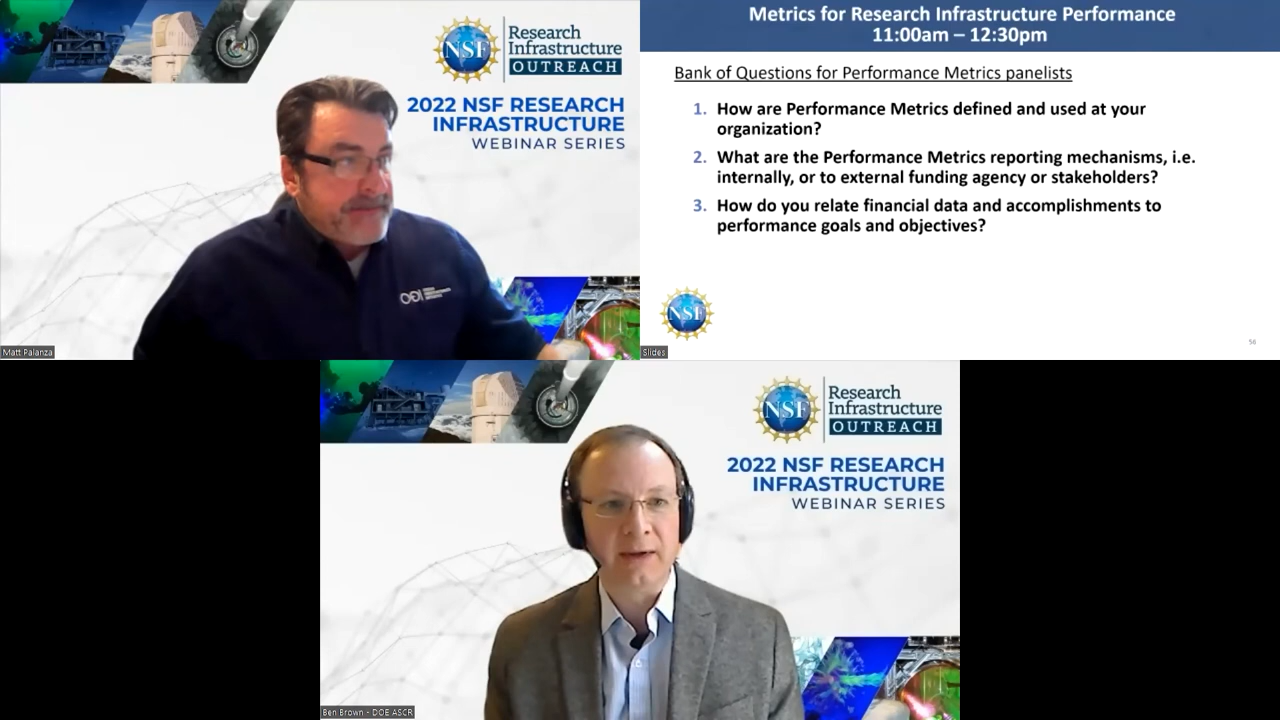 NSF
Research
Infrastructure
OUTREACH
2022 NSF RESEARCH
INFRASTRUCTURE
WEBINAR SERIES
OOI
Matt Palanza
Metrics for Research Infrastructure Performance
11:00am – 12:30pm
Bank of Questions for Performance Metrics panelists
1. How are Performance Metrics defined and used at your
organization?
2. What are the Performance Metrics reporting mechanisms, i.e.
internally, or to external funding agency or stakeholders?
3. How do you relate financial data and accomplishments to
performance goals and objectives?
NSF
Slides
56
NSF
Research
Infrastructure
OUTREACH
2022 NSF RESEARCH
INFRASTRUCTURE
WEBINAR SERIES
Ben Brown - DOE ASCR